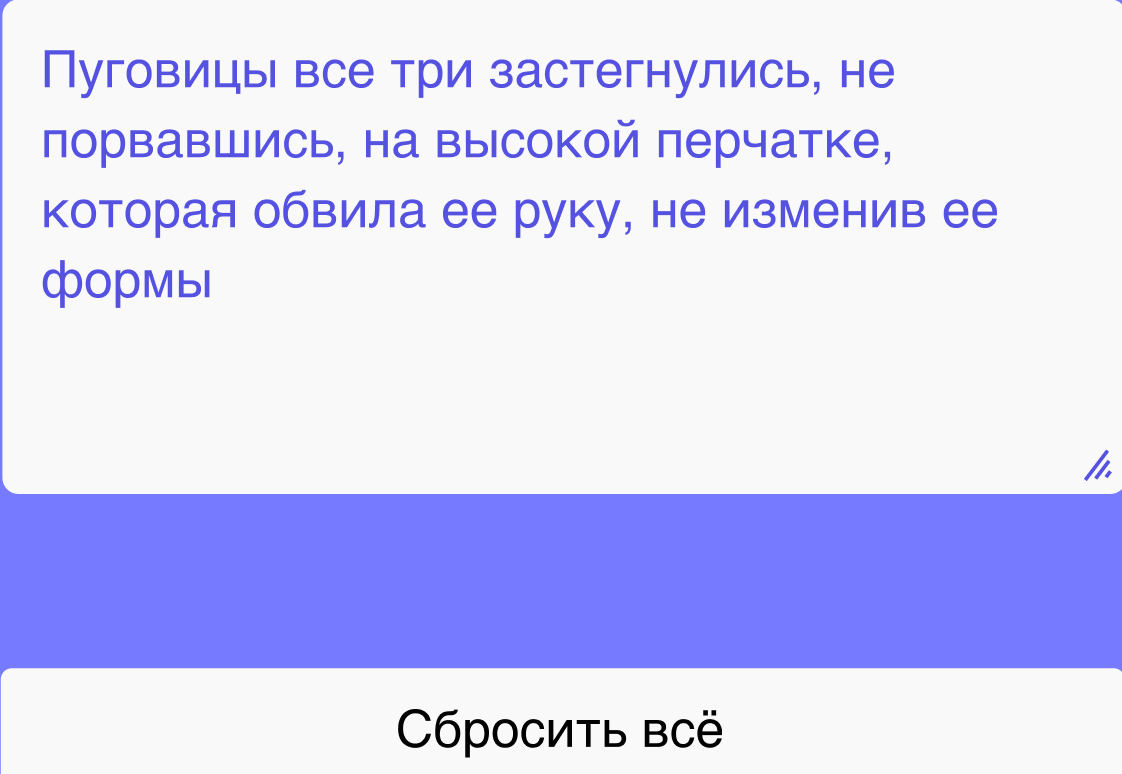 Пуговицы все три застегнулись, не
порвавшись, на высокой перчатке,
которая обвила ее руку, не изменив ее
формы
Сбросить всё